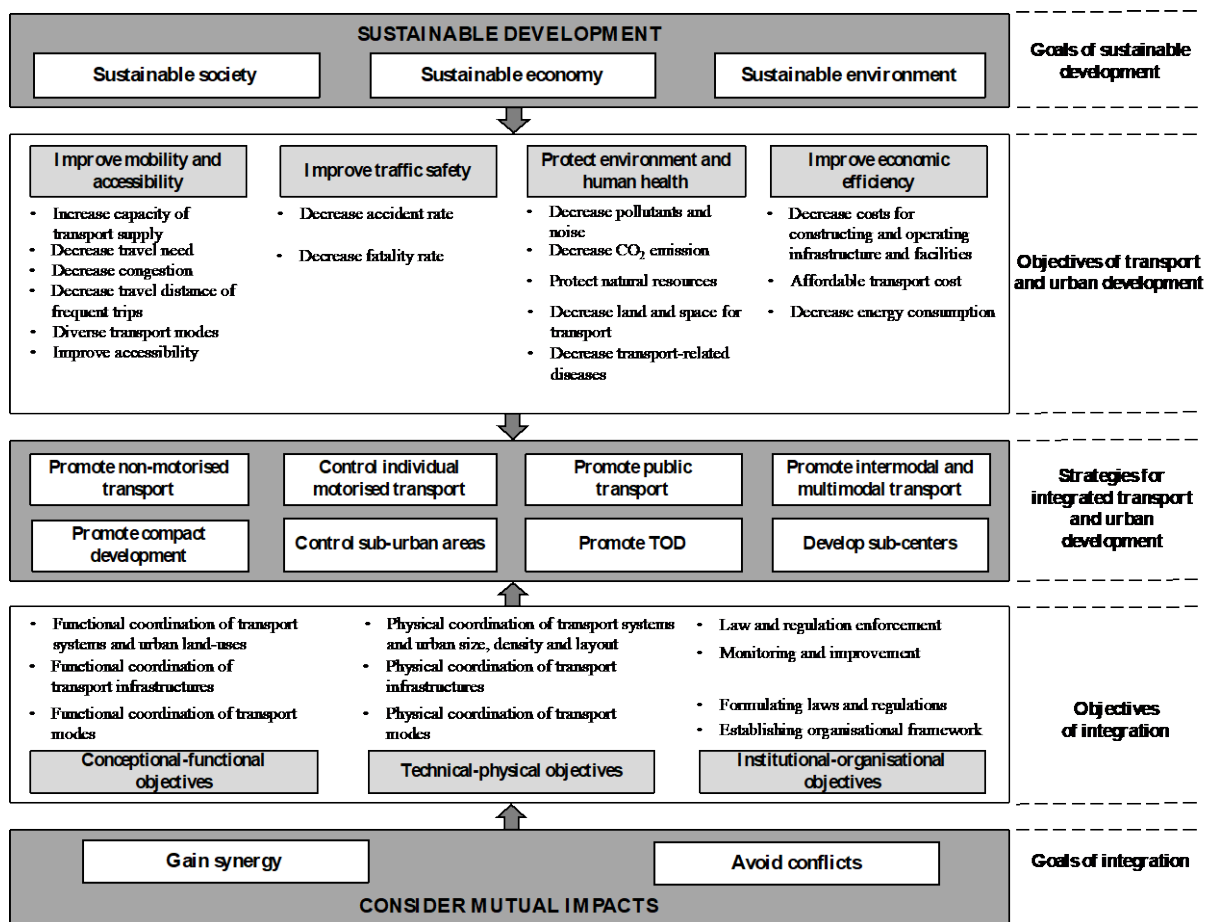 SUSTAINABLE DEVELOPMENT
Sustainable society
Sustainable economy
Sustainable environment
Goals of sustainable
development
Improve mobility and
accessibility
• Increase capacity of
transport supply
• Decrease travel need
• Decrease congestion
• Decrease travel distance of
frequent trips
• Diverse transport modes
• Improve accessibility
Improve traffic safety
• Decrease accident rate
• Decrease fatality rate
Protect environment and
human health
• Decrease pollutants and
noise
• Decrease CO₂ emission
• Protect natural resources
• Decrease land and space for
transport
• Decrease transport-related
diseases
Improve economic
efficiency
• Decrease costs for
constructing and operating
infrastructure and facilities
• Affordable transport cost
• Decrease energy consumption
Objectives of transport
and urban development
Promote non-motorised
transport
Control individual
motorised transport
Promote public
transport
Promote intermodal and
multimodal transport
Promote compact
development
Control sub-urban areas
Promote TOD
Develop sub-centers
Strategies for
integrated transport
and urban
development
• Functional coordination of transport
systems and urban land-uses
• Functional coordination of
transport infrastructures
• Functional coordination of transport
modes
Conceptional-functional
objectives
• Physical coordination of transport systems
and urban size, density and layout
• Physical coordination of transport
infrastructures
• Physical coordination of transport
modes
Technical-physical objectives
• Law and regulation enforcement
• Monitoring and improvement
• Formulating laws and regulations
• Establishing organisational framework
Institutional-organisational
objectives
Objectives
of integration
Gain synergy
Avoid conflicts
CONSIDER MUTUAL IMPACTS
Goals of integration